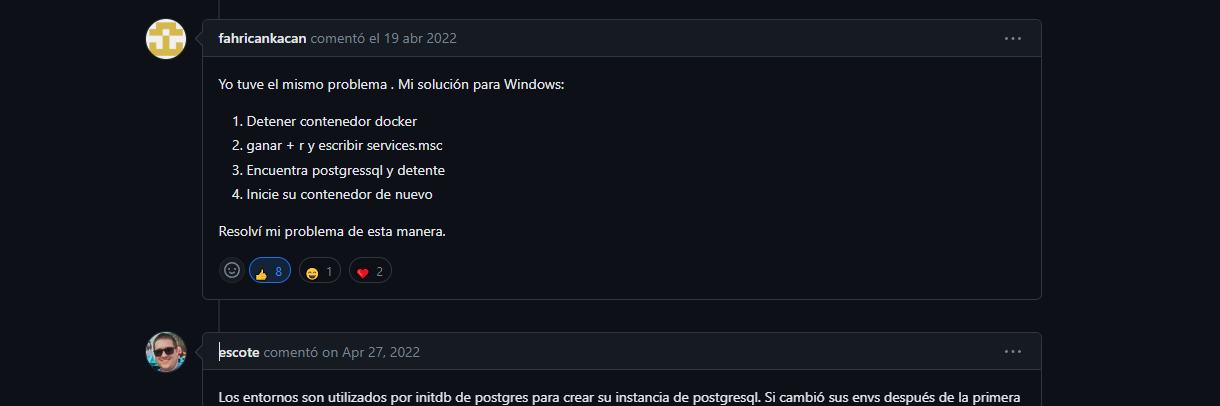 fahricankacan comentó el 19 abr 2022
Yo tuve el mismo problema . Mi solución para Windows:
1. Detener contenedor docker
2. ganar + r y escribir services.msc
3. Encuentra postgressql y detente
4. Inicie su contenedor de nuevo
Resolví mi problema de esta manera.
8 1 2
escote comentó on Apr 27, 2022
Los entornos son utilizados por initdb de postgres para crear su instancia de postgresql. Si cambió sus envs después de la primera